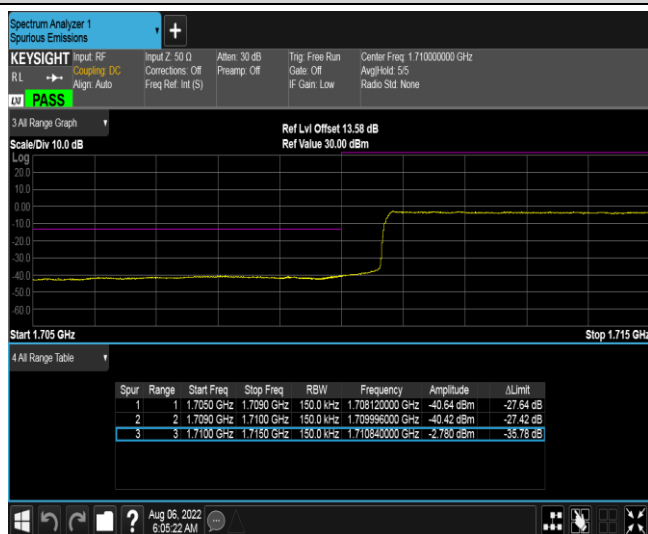 Spectrum Analyzer 1
Spurious Emissions
+
KEYSIGHT
RL
LXI PASS
Input: RF
Coupling: DC
Align: Auto
Input Z: 50 Ω
Corrections: Off
Freq Ref: Int (S)
Atten: 30 dB
Preamp: Off
Trig: Free Run
Gate: Off
IF Gain: Low
Center Freq: 1.710000000 GHz
Avg|Hold: 5/5
Radio Std: None
3 All Range Graph
Scale/Div 10.0 dB
Ref Lvl Offset 13.58 dB
Ref Value 30.00 dBm
Log
20.0
10.0
0.00
-10.0
-20.0
-30.0
-40.0
-50.0
-60.0
Start 1.705 GHz Stop 1.715 GHz
4 All Range Table
Spur Range Start Freq Stop Freq RBW Frequency Amplitude ΔLimit
1 1 1.7050 GHz 1.7090 GHz 150.0 kHz 1.708120000 GHz -40.64 dBm -27.64 dB
2 2 1.7090 GHz 1.7100 GHz 150.0 kHz 1.709996000 GHz -40.42 dBm -27.42 dB
3 3 1.7100 GHz 1.7150 GHz 150.0 kHz 1.710840000 GHz -2.780 dBm -35.78 dB
?
Aug 06, 2022
6:05:22 AM